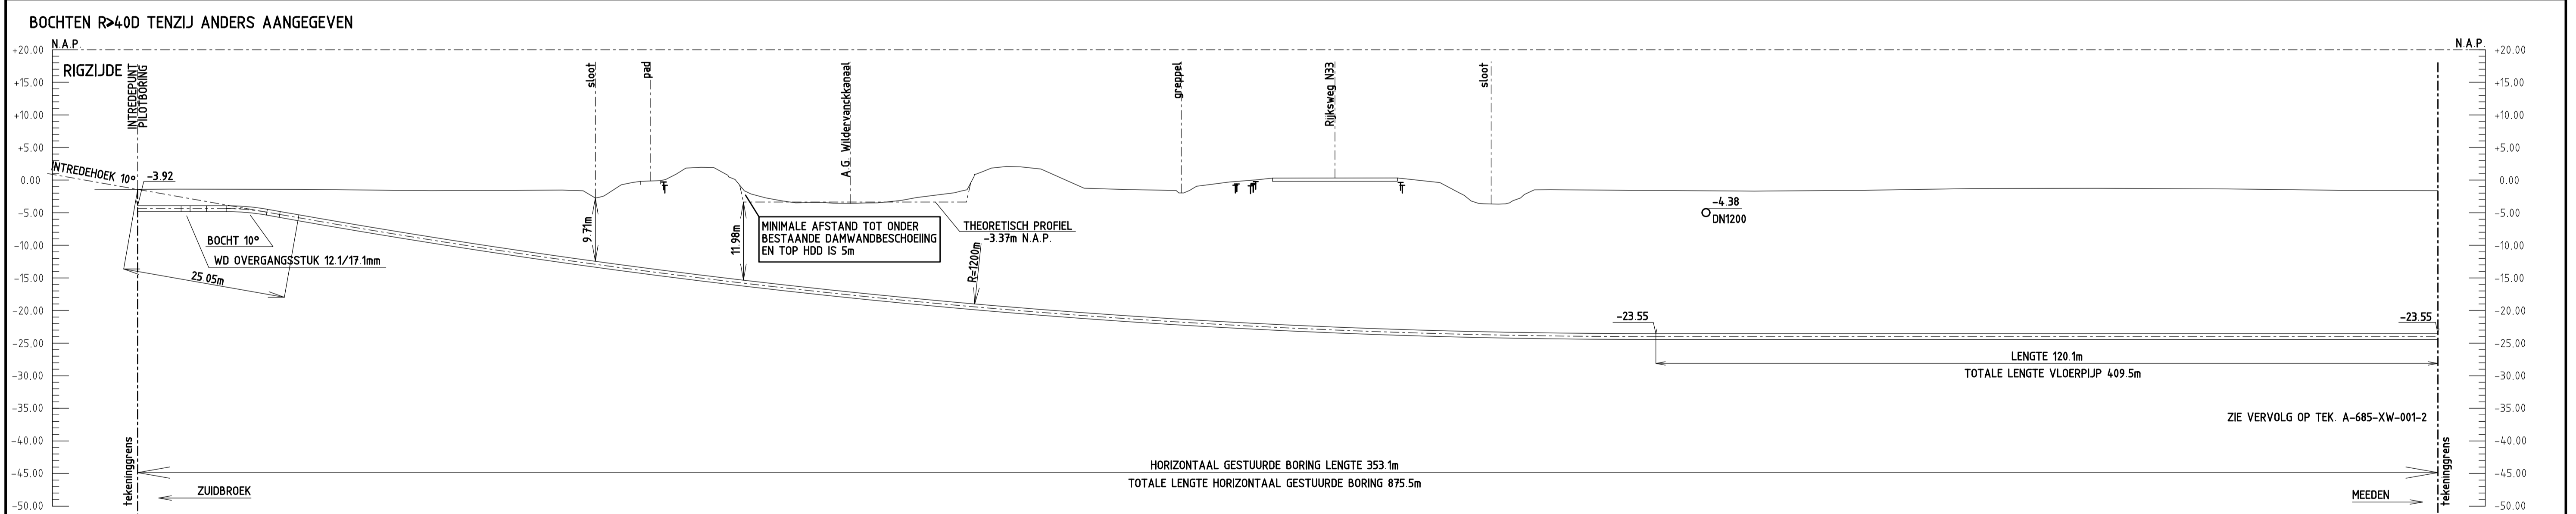 BOCHTEN R>40D TENZIJ ANDERS AANGEGEVEN
N.A.P.
N.A.P.
+20.00
+15.00
+10.00
+5.00
0.00
-5.00
-10.00
-15.00
-20.00
-25.00
-30.00
-35.00
-40.00
-45.00
-50.00
RIGZIJDE
INTREDEPUNT
PILOTBORING
INTREDEHOEK 10°
-3.92
BOCHT 10°
WD OVERGANGSSTUK 12.1/17.1mm
25.05m
sloot
pad
A.G. Wildervanckkanaal
greppel
Rijksweg N33
sloot
9.71m
11.98m
MINIMALE AFSTAND TOT ONDER
BESTAANDE DAMWANDBESCHOEIING
EN TOP HDD IS 5m
THEORETISCH PROFIEL
-3.37m N.A.P.
R=1200m
-4.38
DN1200
-23.55
-23.55
LENGTE 120.1m
TOTALE LENGTE VLOERPIJP 409.5m
ZIE VERVOLG OP TEK. A-685-XW-001-2
HORIZONTAAL GESTUURDE BORING LENGTE 353.1m
TOTALE LENGTE HORIZONTAAL GESTUURDE BORING 875.5m
tekeninggrens
ZUIDBROEK
MEEDEN
tekeninggrens
+20.00
+15.00
+10.00
+5.00
0.00
-5.00
-10.00
-15.00
-20.00
-25.00
-30.00
-35.00
-40.00
-45.00
-50.00